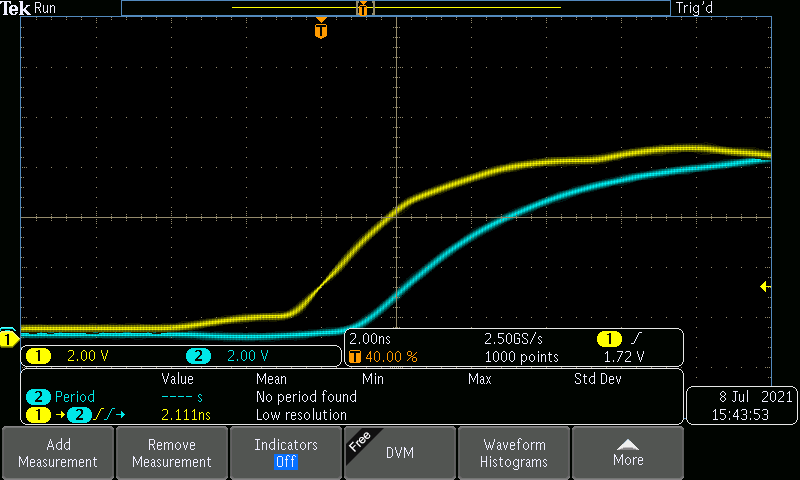 Tek Run Trig'd
T
T
1
1 2.00 V 2 2.00 V
2.00ns 2.50GS/s 1
T 40.00 % 1000 points 1.72 V
Value Mean Min Max Std Dev
2 Period ---- s No period found
1 → 2 → 2.111ns Low resolution
8 Jul 2021
15:43:53
Add Measurement
Remove Measurement
Indicators
Off
Free
DVM
Waveform Histograms
More